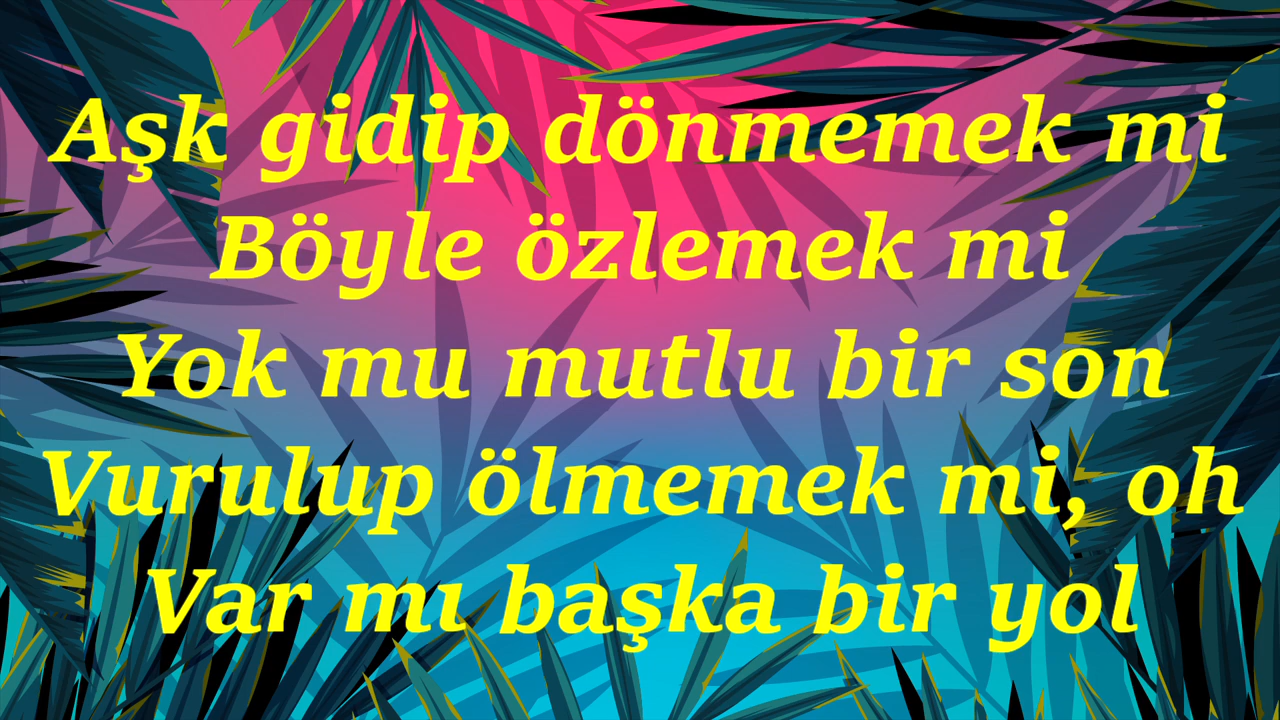 Aşk gidip dönmemek mi
Böyle özlemek mi
Yok mu mutlu bir son
Vurulup ölmemek mi, oh
Var mı başka bir yol